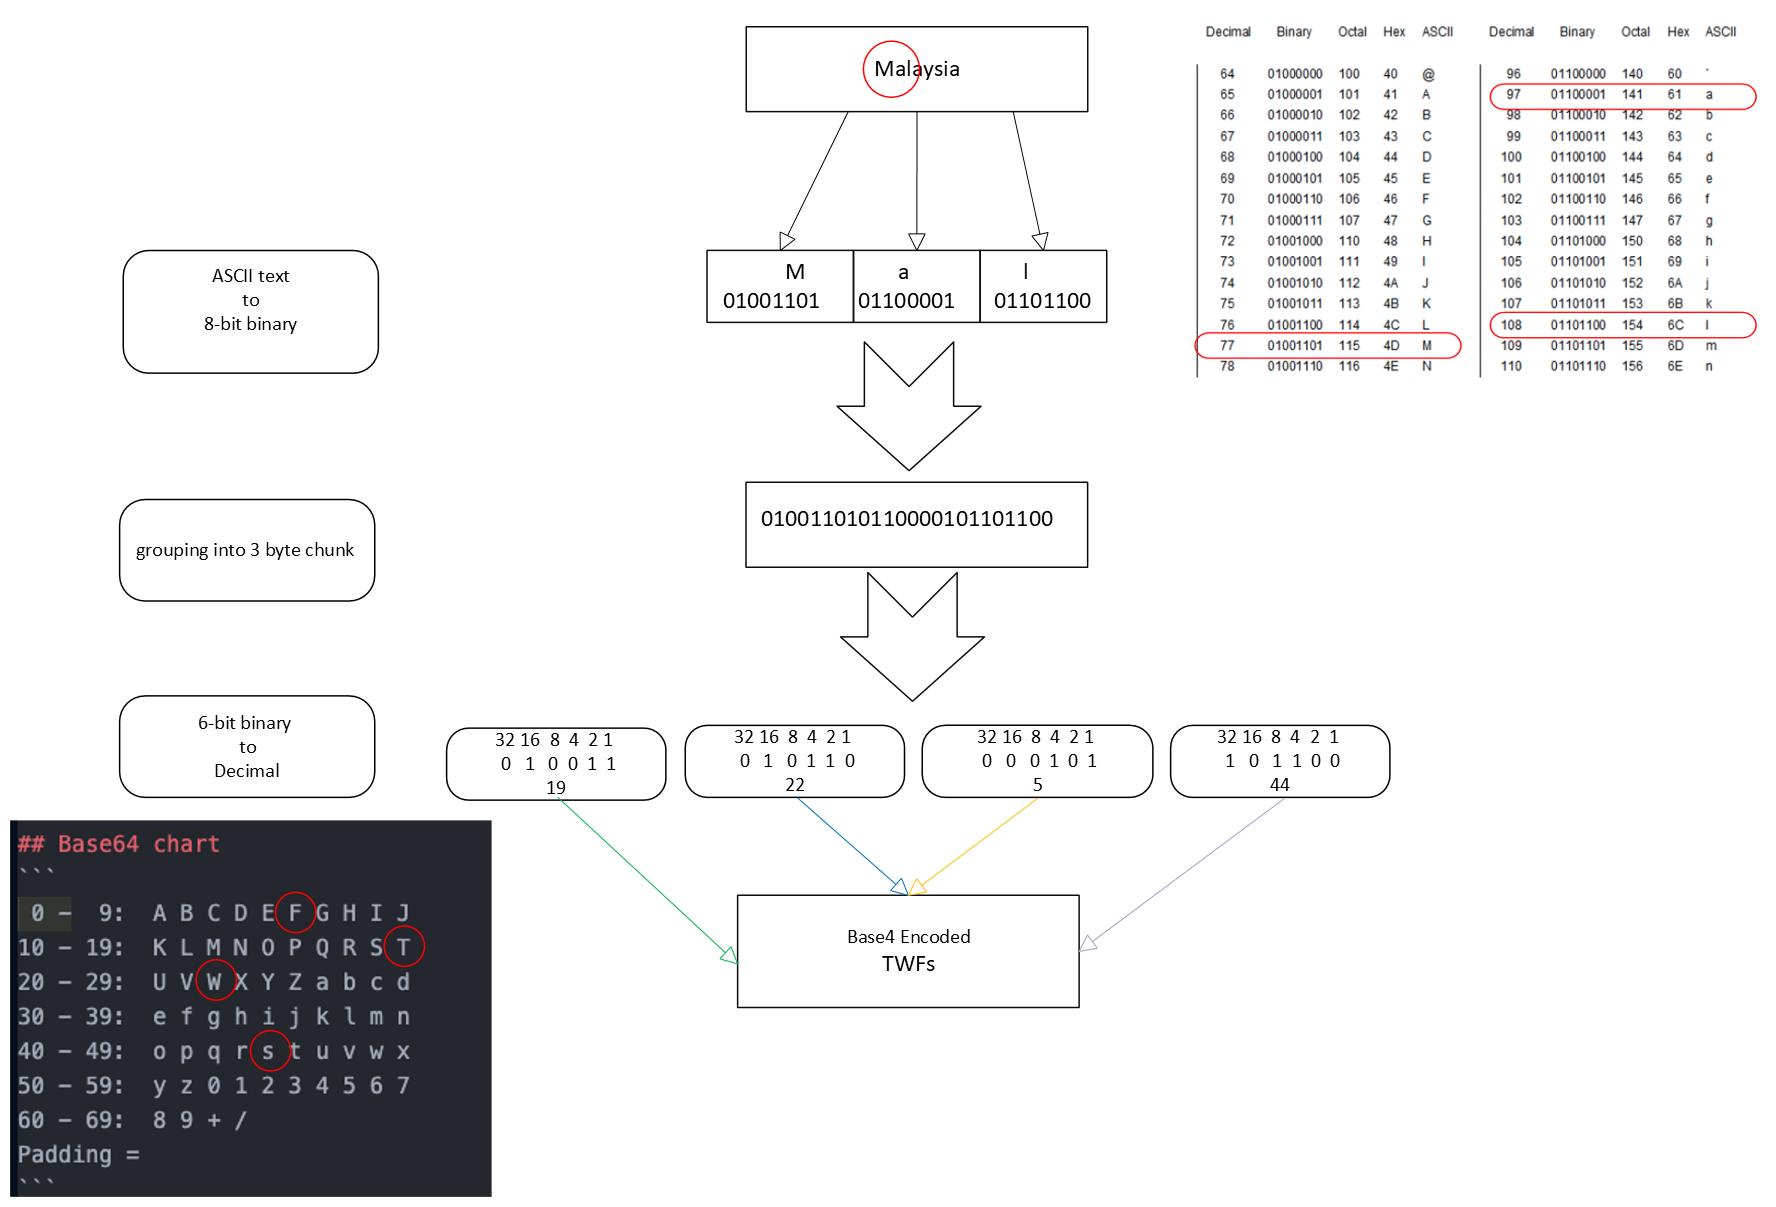 Malaysia
Decimal Binary Octal Hex ASCII
64 01000000 100 40 @
65 01000001 101 41 A
66 01000010 102 42 B
67 01000011 103 43 C
68 01000100 104 44 D
69 01000101 105 45 E
70 01000110 106 46 F
71 01000111 107 47 G
72 01001000 110 48 H
73 01001001 111 49 I
74 01001010 112 4A J
75 01001011 113 4B K
76 01001100 114 4C L
77 01001101 115 4D M
78 01001110 116 4E N
Decimal Binary Octal Hex ASCII
96 01100000 140 60 `
97 01100001 141 61 a
98 01100010 142 62 b
99 01100011 143 63 c
100 01100100 144 64 d
101 01100101 145 65 e
102 01100110 146 66 f
103 01100111 147 67 g
104 01101000 150 68 h
105 01101001 151 69 i
106 01101010 152 6A j
107 01101011 153 6B k
108 01101100 154 6C l
109 01101101 155 6D m
110 01101110 156 6E n
ASCII text
to
8-bit binary
M a l
01001101 01100001 01101100
grouping into 3 byte chunk
010011010110000101101100
6-bit binary
to
Decimal
32 16 8 4 2 1
0 1 0 0 1 1
19
32 16 8 4 2 1
0 1 0 1 1 0
22
32 16 8 4 2 1
0 0 0 1 0 1
5
32 16 8 4 2 1
1 0 1 1 0 0
44
Base4 Encoded
TWFs
## Base64 chart
```
0 – 9: A B C D E F G H I J
10 – 19: K L M N O P Q R S T
20 – 29: U V W X Y Z a b c d
30 – 39: e f g h i j k l m n
40 – 49: o p q r s t u v w x
50 – 59: y z 0 1 2 3 4 5 6 7
60 – 69: 8 9 + /
Padding =
```